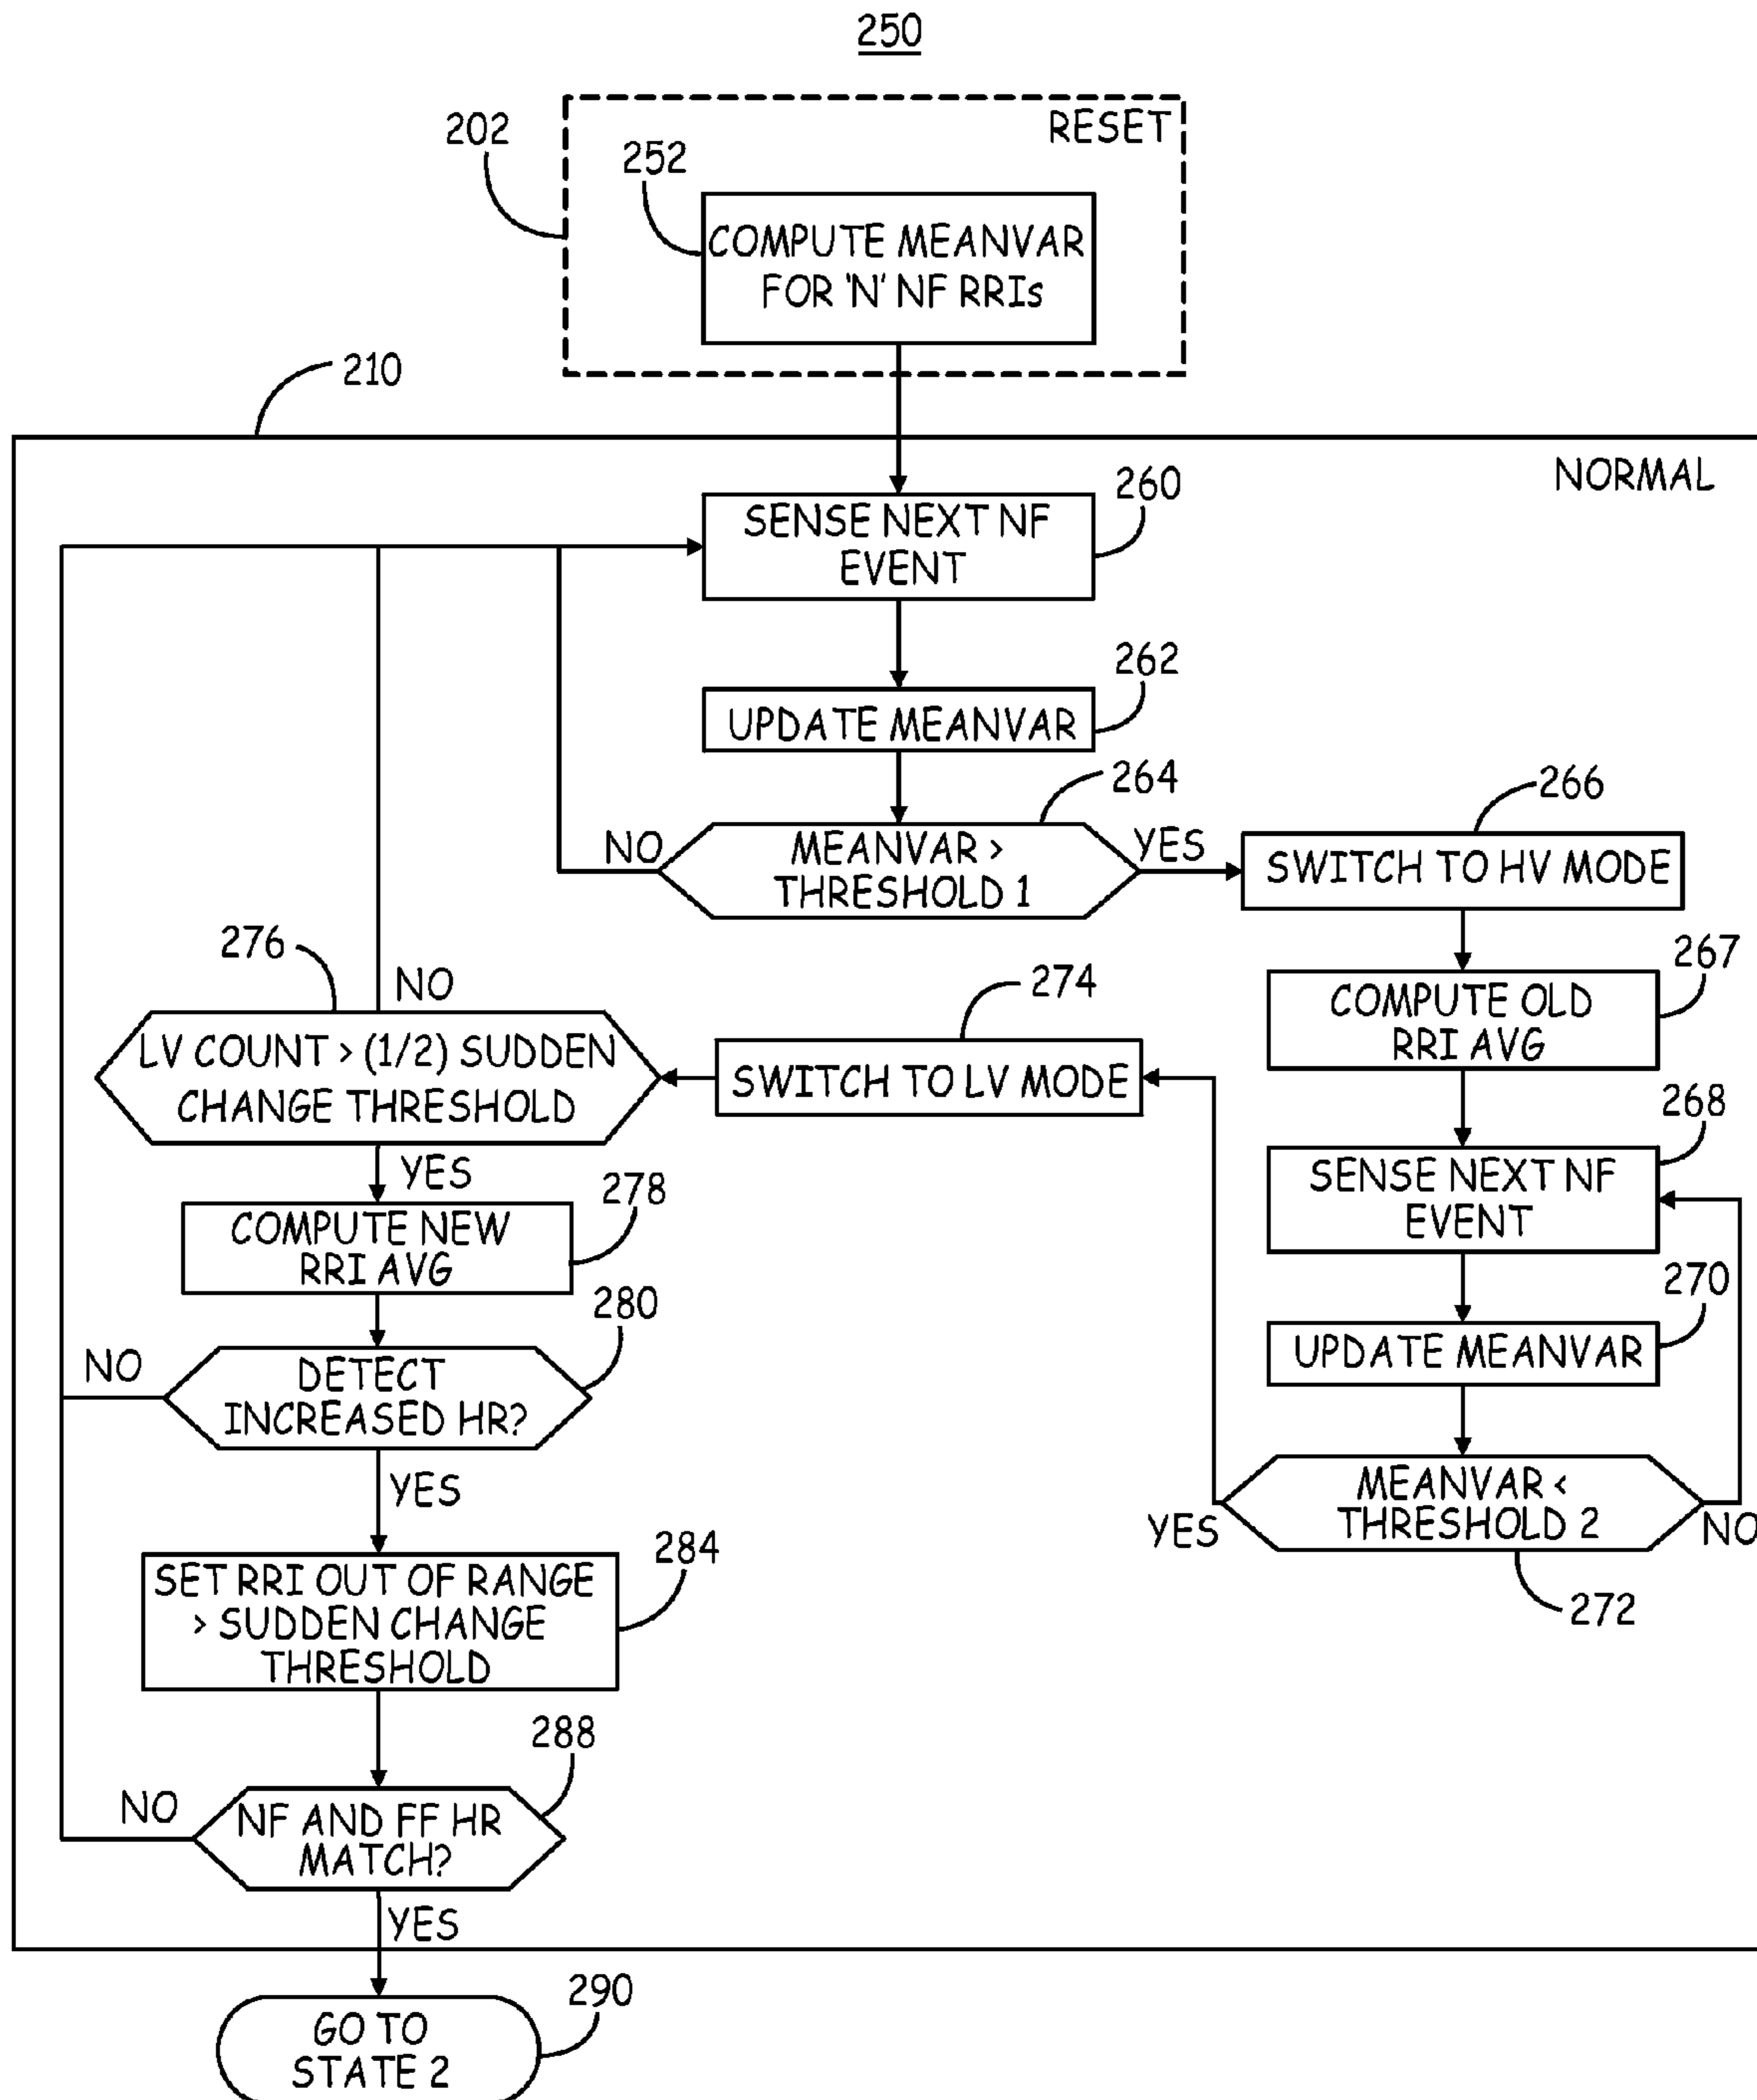 250
202
RESET
252
COMPUTE MEANVAR
FOR 'N' NF RRIs
210
NORMAL
260
SENSE NEXT NF
EVENT
262
UPDATE MEANVAR
264
MEANVAR >
THRESHOLD 1
NO
YES
266
SWITCH TO HV MODE
267
COMPUTE OLD
RRI AVG
268
SENSE NEXT NF
EVENT
270
UPDATE MEANVAR
MEANVAR <
THRESHOLD 2
YES
NO
272
274
SWITCH TO LV MODE
276
NO
LV COUNT > (1/2) SUDDEN
CHANGE THRESHOLD
YES
278
COMPUTE NEW
RRI AVG
280
NO
DETECT
INCREASED HR?
YES
284
SET RRI OUT OF RANGE
> SUDDEN CHANGE
THRESHOLD
288
NO
NF AND FF HR
MATCH?
YES
290
GO TO
STATE 2